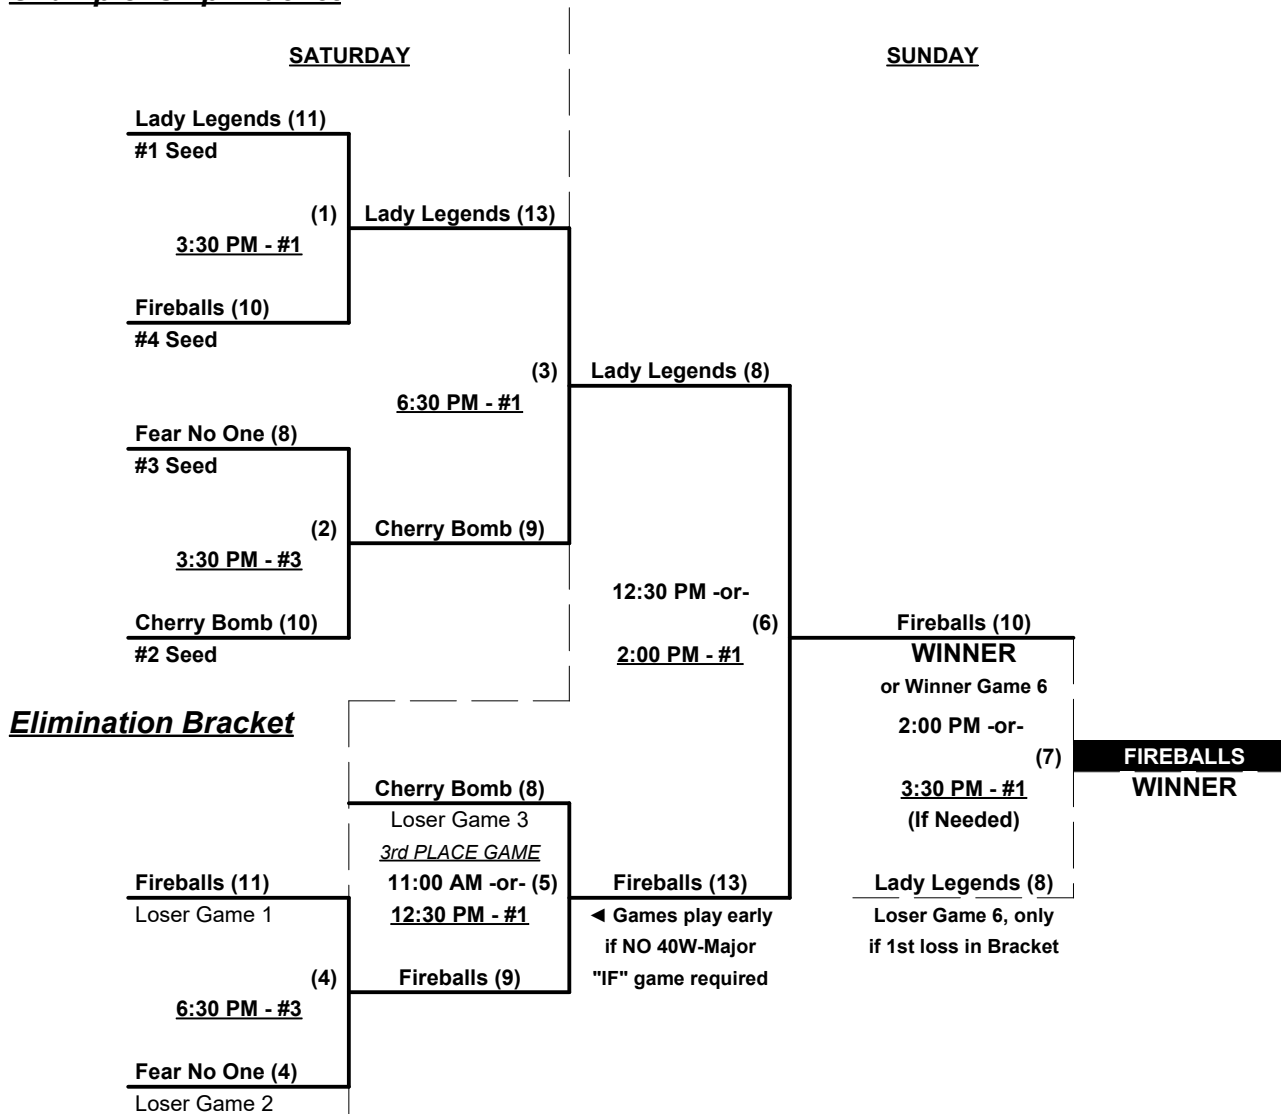 SATURDAY
SUNDAY
Lady Legends (11)
#1 Seed
(1)
Lady Legends (13)
3:30 PM - #1
Fireballs (10)
#4 Seed
(3)
Lady Legends (8)
6:30 PM - #1
Fear No One (8)
#3 Seed
(2)
Cherry Bomb (9)
3:30 PM - #3
12:30 PM -or-
Cherry Bomb (10)
(6)
Fireballs (10)
#2 Seed
2:00 PM - #1
WINNER
or Winner Game 6
Elimination Bracket
2:00 PM -or-
(7)
FIREBALLS
Cherry Bomb (8)
3:30 PM - #1
WINNER
Loser Game 3
(If Needed)
3rd PLACE GAME
Fireballs (11)
11:00 AM -or- (5)
Fireballs (13)
Lady Legends (8)
Loser Game 1
12:30 PM - #1
◄ Games play early
Loser Game 6, only
if NO 40W-Major
if 1st loss in Bracket
(4)
Fireballs (9)
"IF" game required
6:30 PM - #3
Fear No One (4)
Loser Game 2